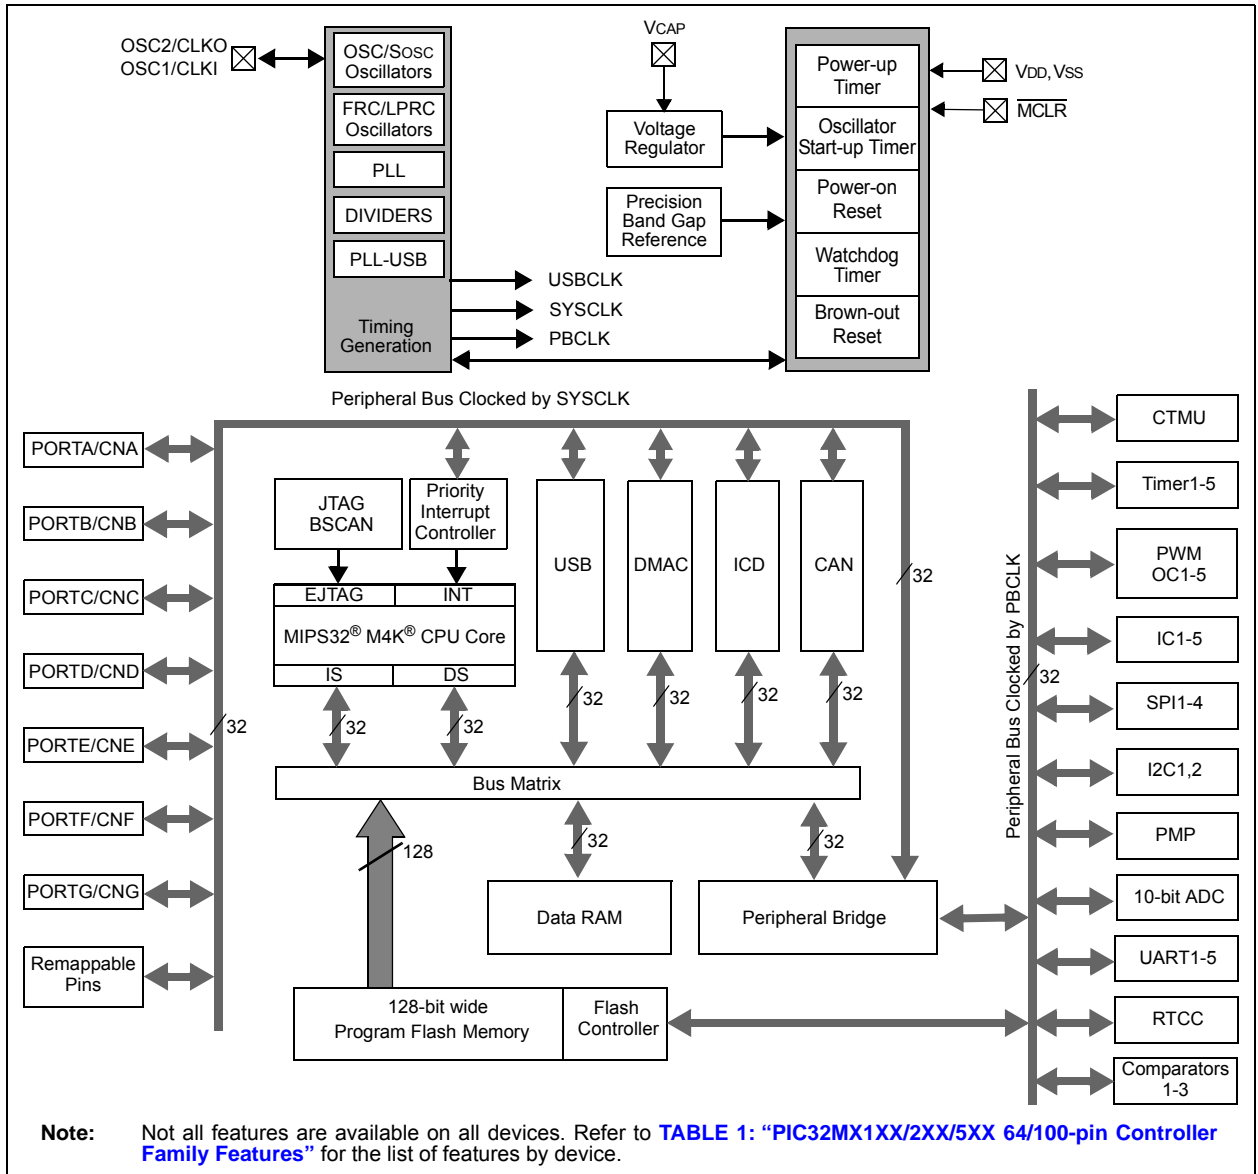 OSC2/CLKO
OSC1/CLKI
OSC/SOSC
Oscillators
FRC/LPRC
Oscillators
PLL
DIVIDERS
PLL-USB
Timing
Generation
USBCLK
SYSCLK
PBCLK
VCAP
Voltage
Regulator
Precision
Band Gap
Reference
Power-up
Timer
Oscillator
Start-up Timer
Power-on
Reset
Watchdog
Timer
Brown-out
Reset
VDD, VSS
MCLR
Peripheral Bus Clocked by SYSCLK
PORTA/CNA
PORTB/CNB
PORTC/CNC
PORTD/CND
PORTE/CNE
PORTF/CNF
PORTG/CNG
Remappable
Pins
32
JTAG
BSCAN
Priority
Interrupt
Controller
EJTAG INT
MIPS32® M4K® CPU Core
IS DS
USB
DMAC
ICD
CAN
32
32
32
32
32
32
32
Bus Matrix
128
32
32
Data RAM
Peripheral Bridge
128-bit wide
Program Flash Memory
Flash
Controller
Peripheral Bus Clocked by PBCLK
32
CTMU
Timer1-5
PWM
OC1-5
IC1-5
SPI1-4
I2C1,2
PMP
10-bit ADC
UART1-5
RTCC
Comparators
1-3
Note: Not all features are available on all devices. Refer to TABLE 1: “PIC32MX1XX/2XX/5XX 64/100-pin Controller
Family Features” for the list of features by device.